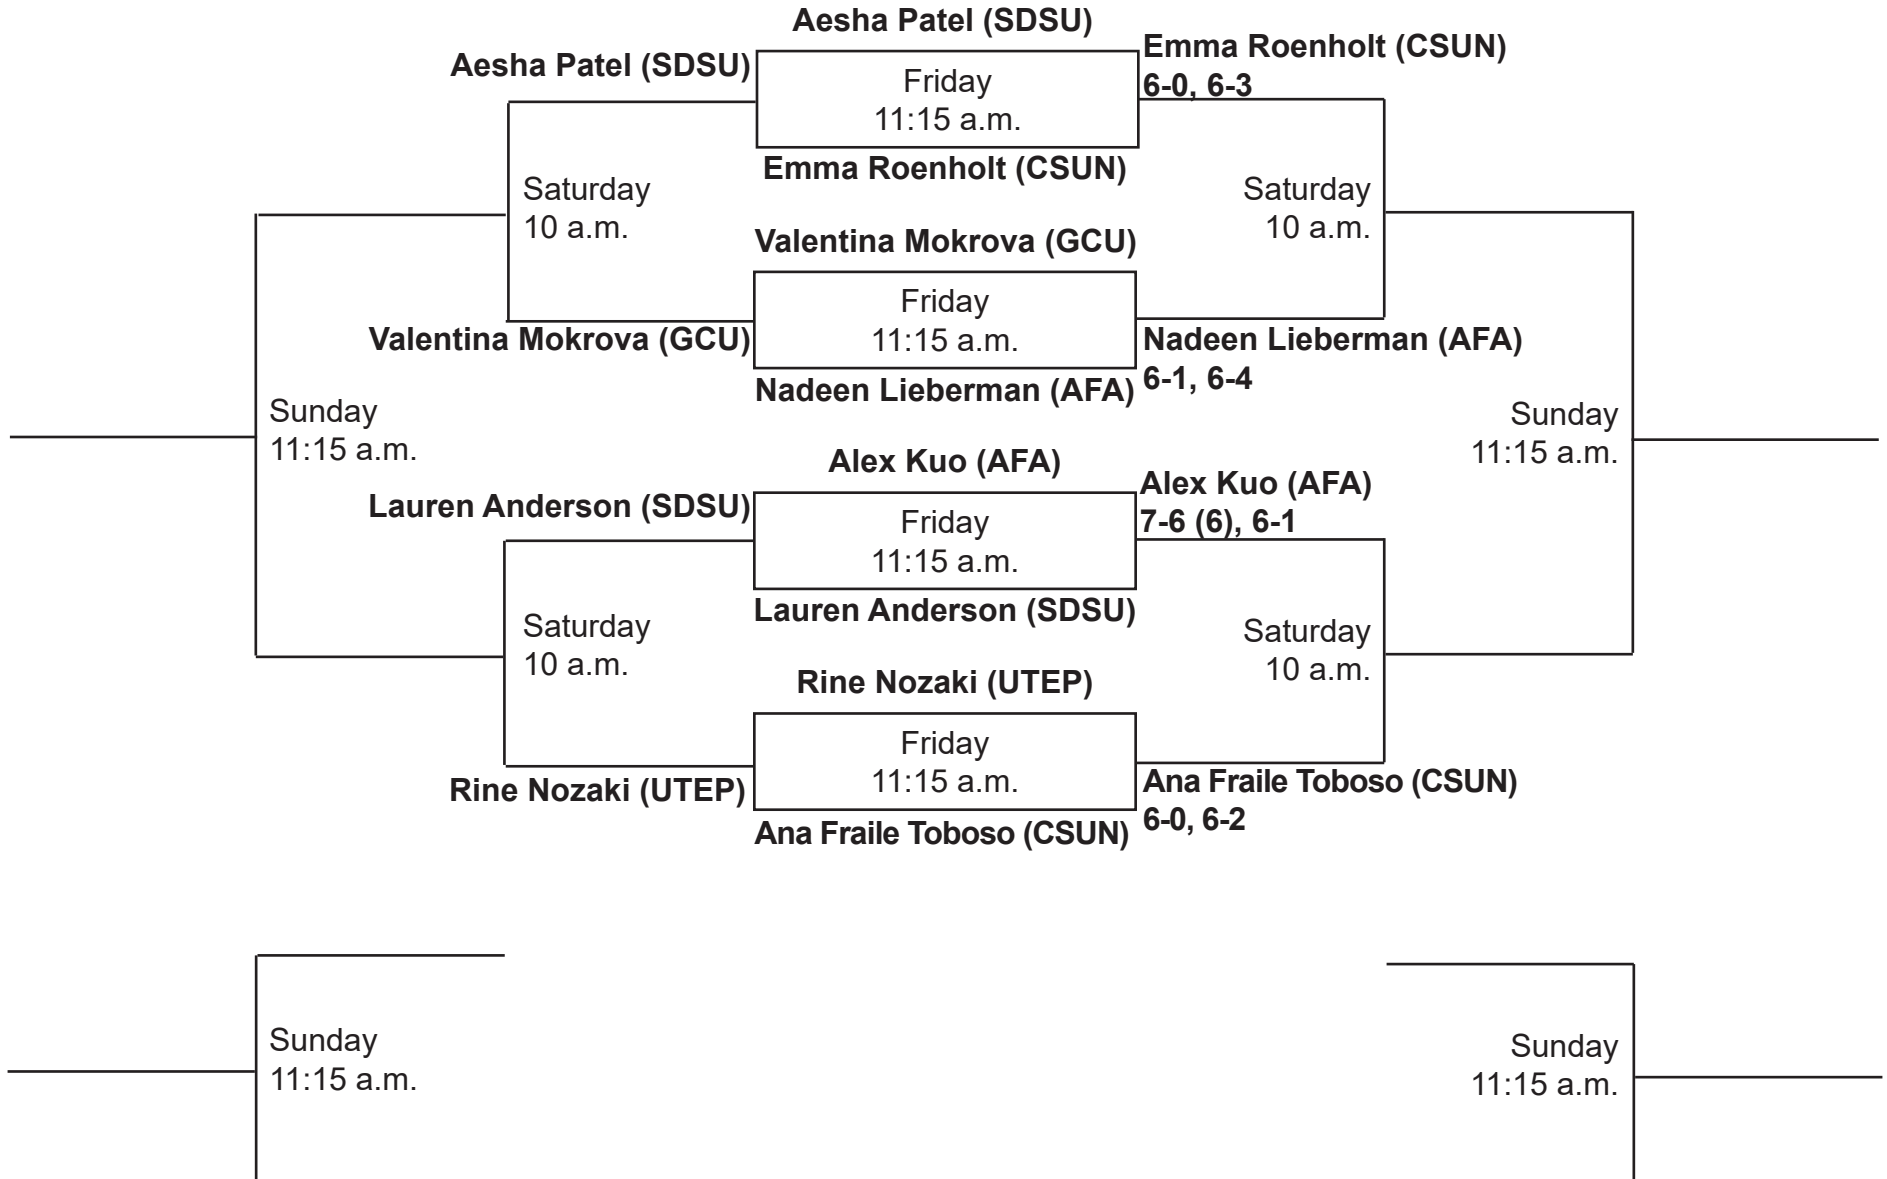 Aesha Patel (SDSU)
Aesha Patel (SDSU)
Emma Roenholt (CSUN)
6-0, 6-3
Friday
11:15 a.m.
Emma Roenholt (CSUN)
Saturday
10 a.m.
Saturday
10 a.m.
Valentina Mokrova (GCU)
Friday
11:15 a.m.
Valentina Mokrova (GCU)
Nadeen Lieberman (AFA)
6-1, 6-4
Nadeen Lieberman (AFA)
Sunday
11:15 a.m.
Sunday
11:15 a.m.
Alex Kuo (AFA)
Lauren Anderson (SDSU)
Alex Kuo (AFA)
7-6 (6), 6-1
Friday
11:15 a.m.
Lauren Anderson (SDSU)
Saturday
10 a.m.
Saturday
10 a.m.
Rine Nozaki (UTEP)
Friday
11:15 a.m.
Rine Nozaki (UTEP)
Ana Fraile Toboso (CSUN)
6-0, 6-2
Ana Fraile Toboso (CSUN)
Sunday
11:15 a.m.
Sunday
11:15 a.m.